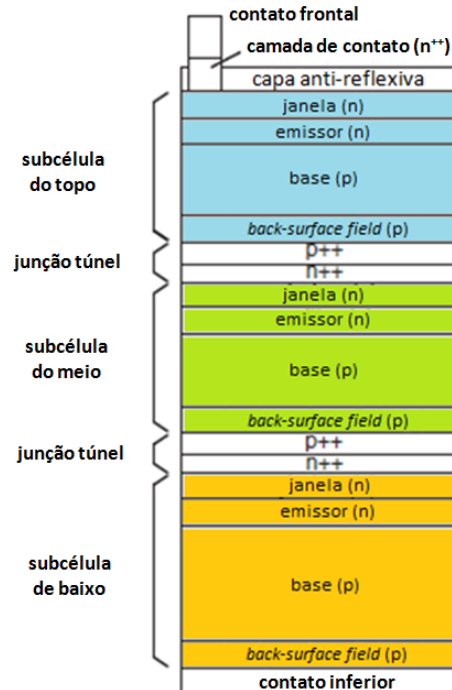 contato frontal
camada de contato (n++)
capa anti-reflexiva
subcélula
do topo
janela (n)
emissor (n)
base (p)
back-surface field (p)
junção túnel
p++
n++
subcélula
do meio
janela (n)
emissor (n)
base (p)
back-surface field (p)
junção túnel
p++
n++
subcélula
de baixo
janela (n)
emissor (n)
base (p)
back-surface field (p)
contato inferior